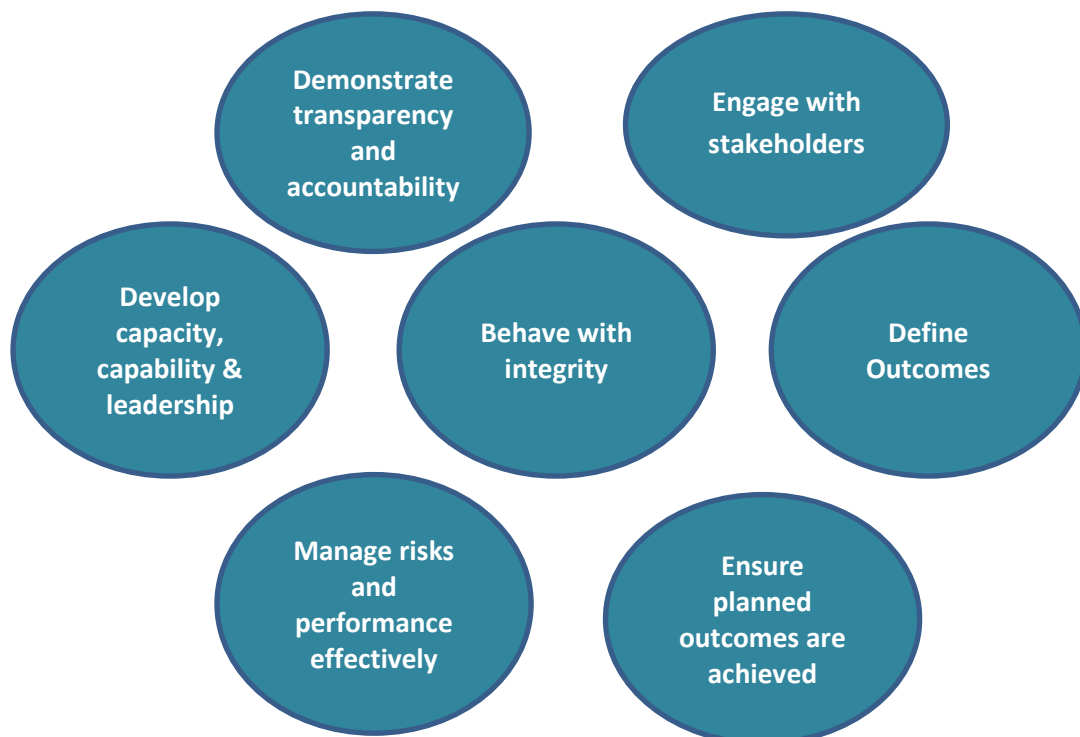 Demonstrate
transparency
and
accountability
Engage with
stakeholders
Develop
capacity,
capability &
leadership
Behave with
integrity
Define
Outcomes
Manage risks
and
performance
effectively
Ensure
planned
outcomes are
achieved